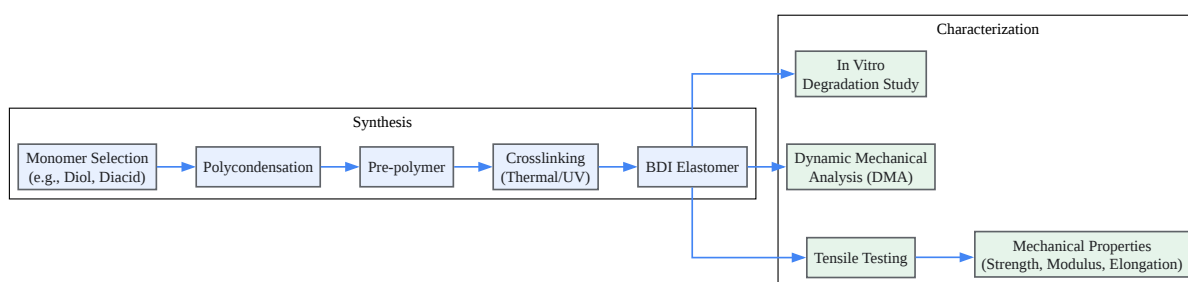 Characterization
In Vitro
Degradation Study
Synthesis
Monomer Selection
(e.g., Diol, Diacid)
Polycondensation
Pre-polymer
Crosslinking
(Thermal/UV)
BDI Elastomer
Dynamic Mechanical
Analysis (DMA)
Tensile Testing
Mechanical Properties
(Strength, Modulus, Elongation)